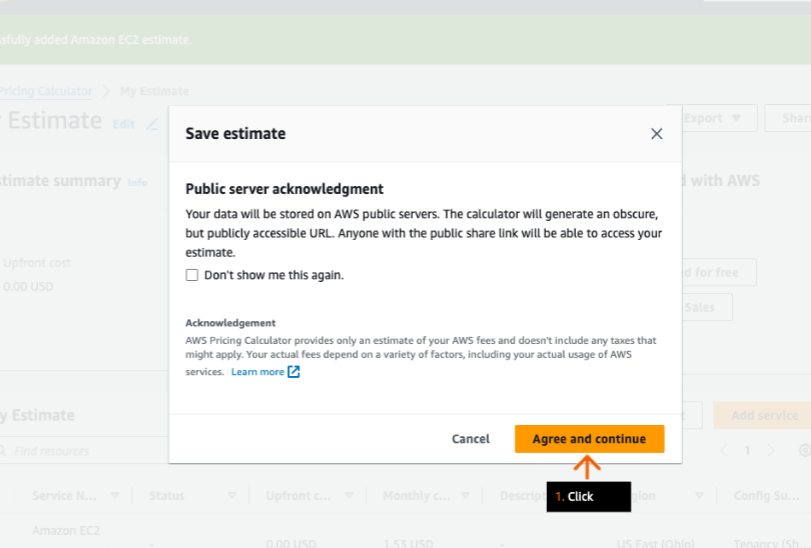 sfully added Amazon EC2 estimate.
Pricing Calculator > My Estimate
Estimate Edit
Export
Shar
Save estimate
timate summary Info
d with AWS
Public server acknowledgment
Your data will be stored on AWS public servers. The calculator will generate an obscure,
but publicly accessible URL. Anyone with the public share link will be able to access your
estimate.
Upfront cost
0.00 USD
Don't show me this again.
ed for free
Sales
Acknowledgement
AWS Pricing Calculator provides only an estimate of your AWS fees and doesn't include any taxes that
might apply. Your actual fees depend on a variety of factors, including your actual usage of AWS
services. Learn more
y Estimate
t
Add service
Cancel
Agree and continue
Find resources
1
1. Click
Service N...
Status
Upfront c...
Monthly c...
Descript
gion
Config Su...
Amazon EC2
-
0.00 USD
1.53 USD
-
US East (Ohio)
Tenancy (Sh